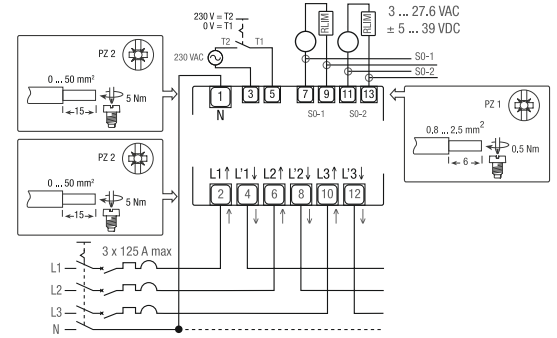 230 V = T2
0 V = T1
T2 T1
230 VAC
RLIM RLIM
3 ... 27.6 VAC
± 5 ... 39 VDC
S0-1
S0-2
PZ 2
0 ... 50 mm²
15
5 Nm
1 3 5 7 9 11 13
N S0-1 S0-2
PZ 1
0,8 ... 2,5 mm²
6
0,5 Nm
PZ 2
0 ... 50 mm²
15
5 Nm
L1↑ L'1↓ L2↑ L'2↓ L3↑ L'3↓
2 4 6 8 10 12
↑ ↓ ↑ ↓ ↑ ↓
3 x 125 A max
L1
L2
L3
N